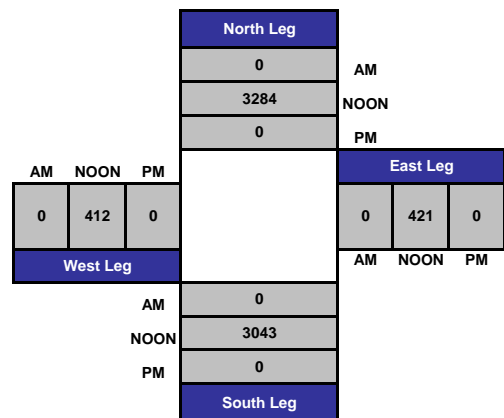 North Leg
0 AM
3284 NOON
0 PM
AM NOON PM East Leg
0 412 0 0 421 0
West Leg AM NOON PM
AM 0
NOON 3043
PM 0
South Leg